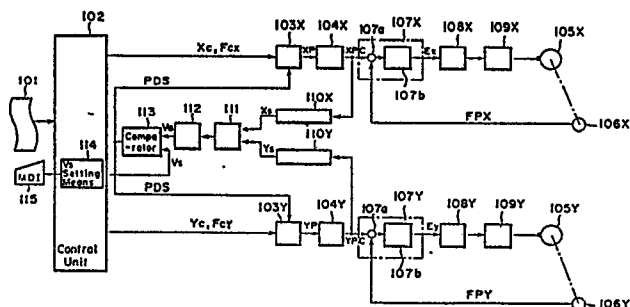 102
103X
104X
107a
107X
108X
109X
105X
Xc, Fcx
XP
XPC
Ex
101
PDS
107b
110X
113
112
111
Xs
FPX
106X
114
Compa-
rator
Va
110Y
Ys
MDI
Vs
Setting
Means
Vs
115
PDS
103Y
104Y
107a
107Y
108Y
109Y
105Y
Yc, FcY
YP
YPC
Ey
Control
Unit
107b
FPY
106Y